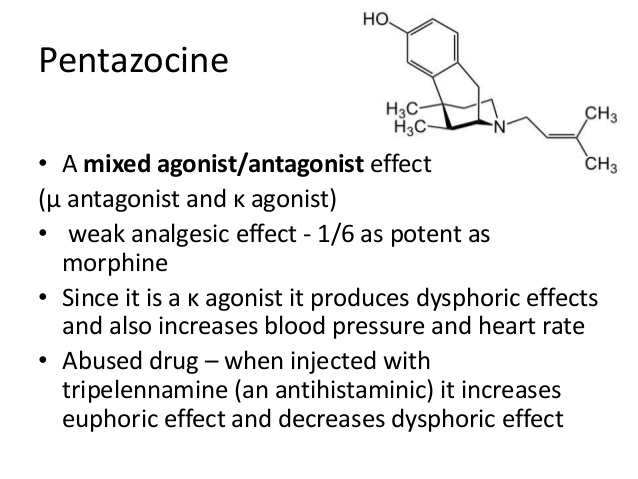 Pentazocine
HO
H₃C
H₃C
N
CH₃
CH₃
• A mixed agonist/antagonist effect
(μ antagonist and κ agonist)
• weak analgesic effect - 1/6 as potent as
morphine
• Since it is a κ agonist it produces dysphoric effects
and also increases blood pressure and heart rate
• Abused drug – when injected with
tripelennamine (an antihistaminic) it increases
euphoric effect and decreases dysphoric effect